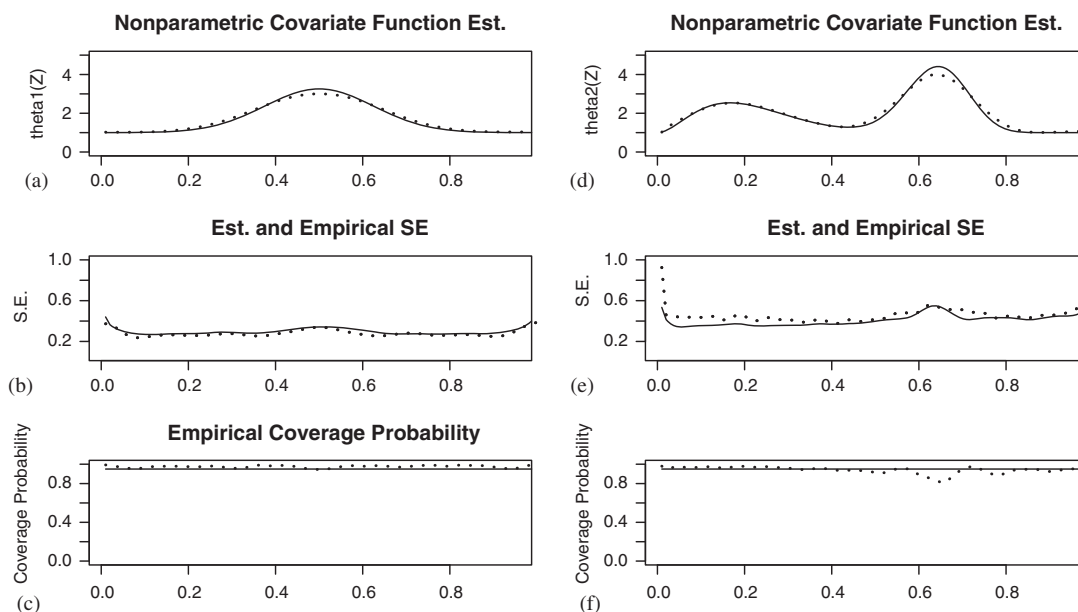 Nonparametric Covariate Function Est.
theta1(Z)
4
2
0
(a)
0.0 0.2 0.4 0.6 0.8
Est. and Empirical SE
S.E.
1.0
0.6
0.2
(b)
0.0 0.2 0.4 0.6 0.8
Empirical Coverage Probability
Coverage Probability
0.8
0.4
0.0
(c)
0.0 0.2 0.4 0.6 0.8
Nonparametric Covariate Function Est.
theta2(Z)
4
2
0
(d)
0.0 0.2 0.4 0.6 0.8
Est. and Empirical SE
S.E.
1.0
0.6
0.2
(e)
0.0 0.2 0.4 0.6 0.8
Coverage Probability
0.8
0.4
0.0
(f)
0.0 0.2 0.4 0.6 0.8